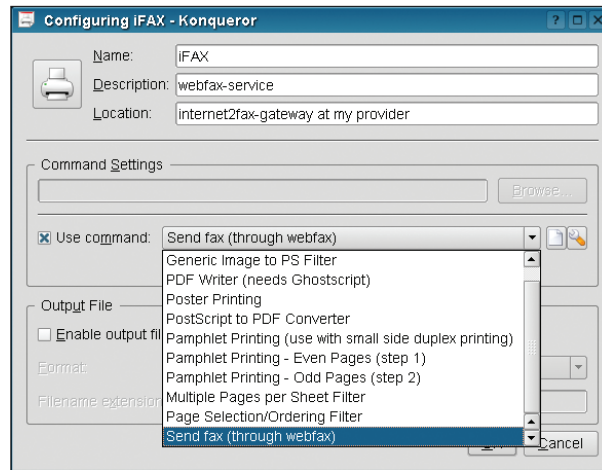 Configuring iFAX - Konqueror
Name: iFAX
Description: webfax-service
Location: internet2fax-gateway at my provider
Command Settings
Browse...
Use command: Send fax (through webfax)
Generic Image to PS Filter
PDF Writer (needs Ghostscript)
Poster Printing
PostScript to PDF Converter
Pamphlet Printing (use with small side duplex printing)
Pamphlet Printing - Even Pages (step 1)
Pamphlet Printing - Odd Pages (step 2)
Multiple Pages per Sheet Filter
Page Selection/Ordering Filter
Send fax (through webfax)
Output File
Enable output fil
Format:
Filename extension
OK Cancel